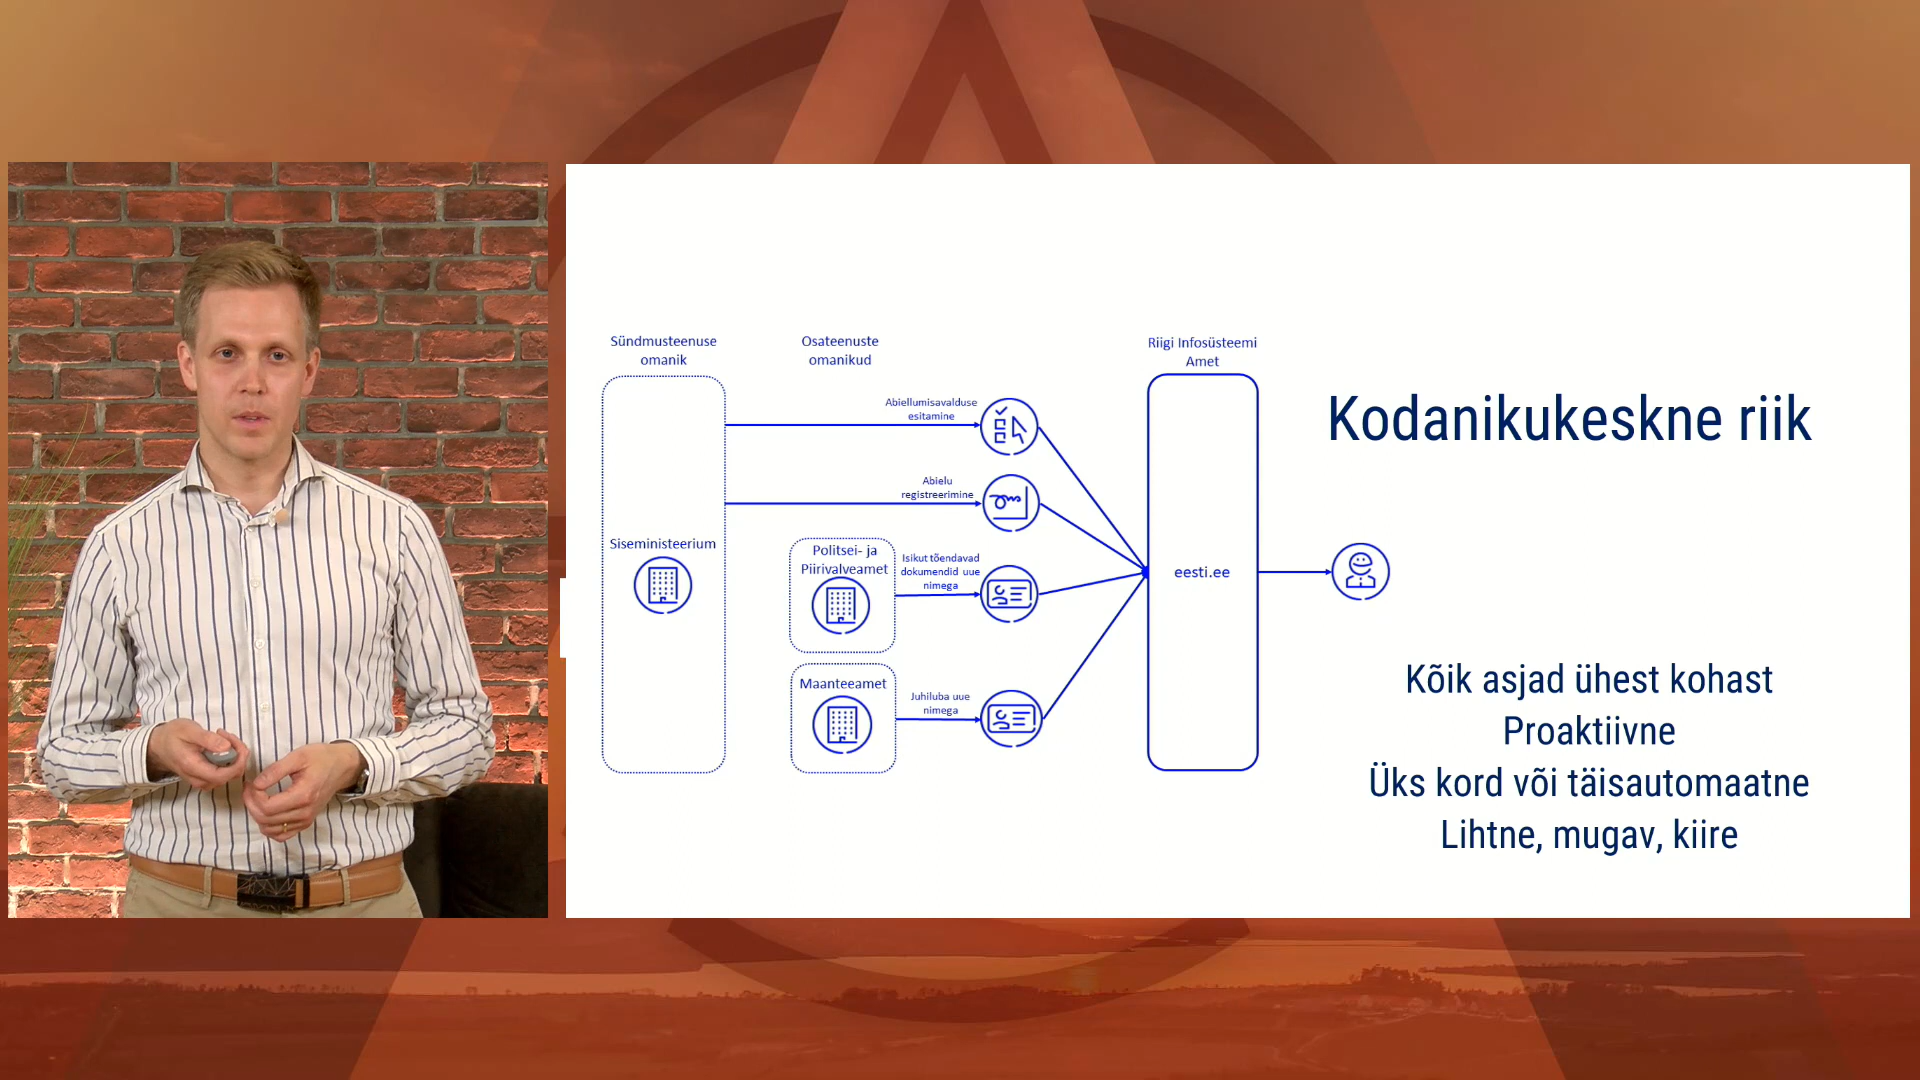 Sündmusteenuse
omanik
Osateenuste
omanikud
Riigi Infosüsteemi
Amet
Kodanikukeskne riik
Abiellumisavalduse
esitamine
Abielu
registreerimine
Siseministeerium
Politsei- ja
Piirivalveamet
Isikut tõendavad
dokumendid uue
nimega
eesti.ee
Maanteeamet
Juhiluba uue
nimega
Kõik asjad ühest kohast
Proaktiivne
Üks kord või täisautomaatne
Lihtne, mugav, kiire